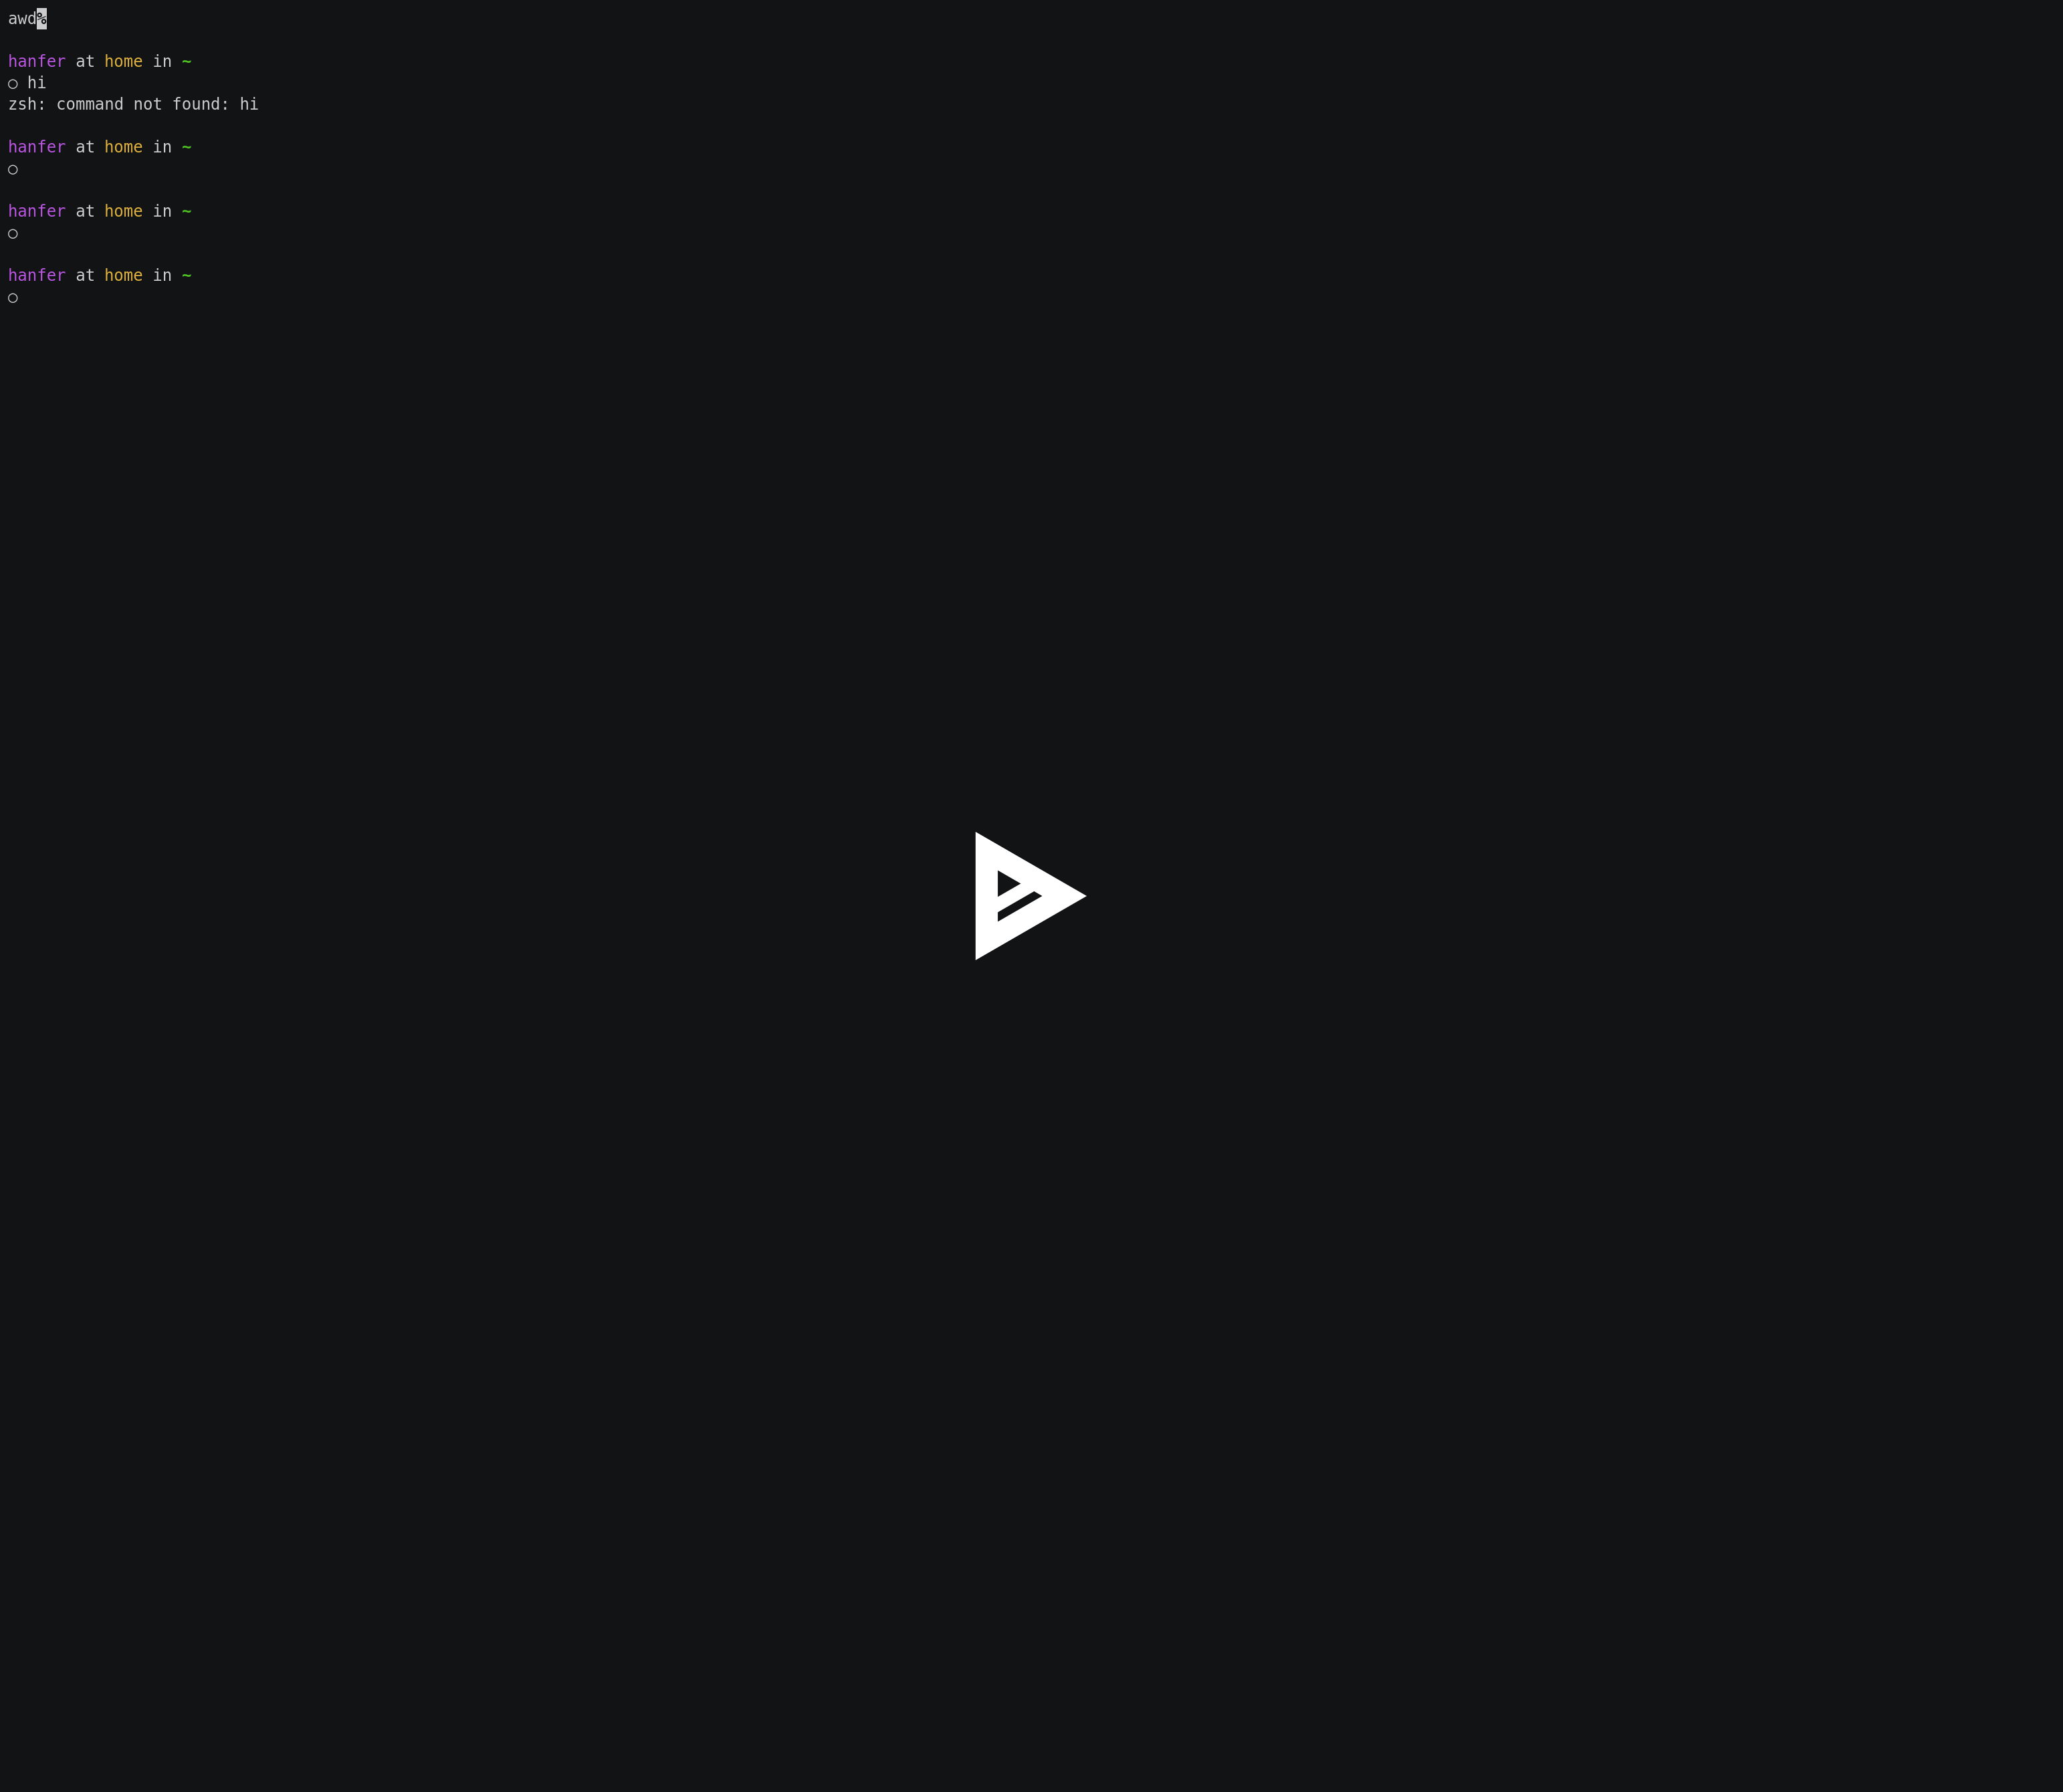 awd%
hanfer at home in ~
○ hi
zsh: command not found: hi
hanfer at home in ~
○
hanfer at home in ~
○
hanfer at home in ~
○